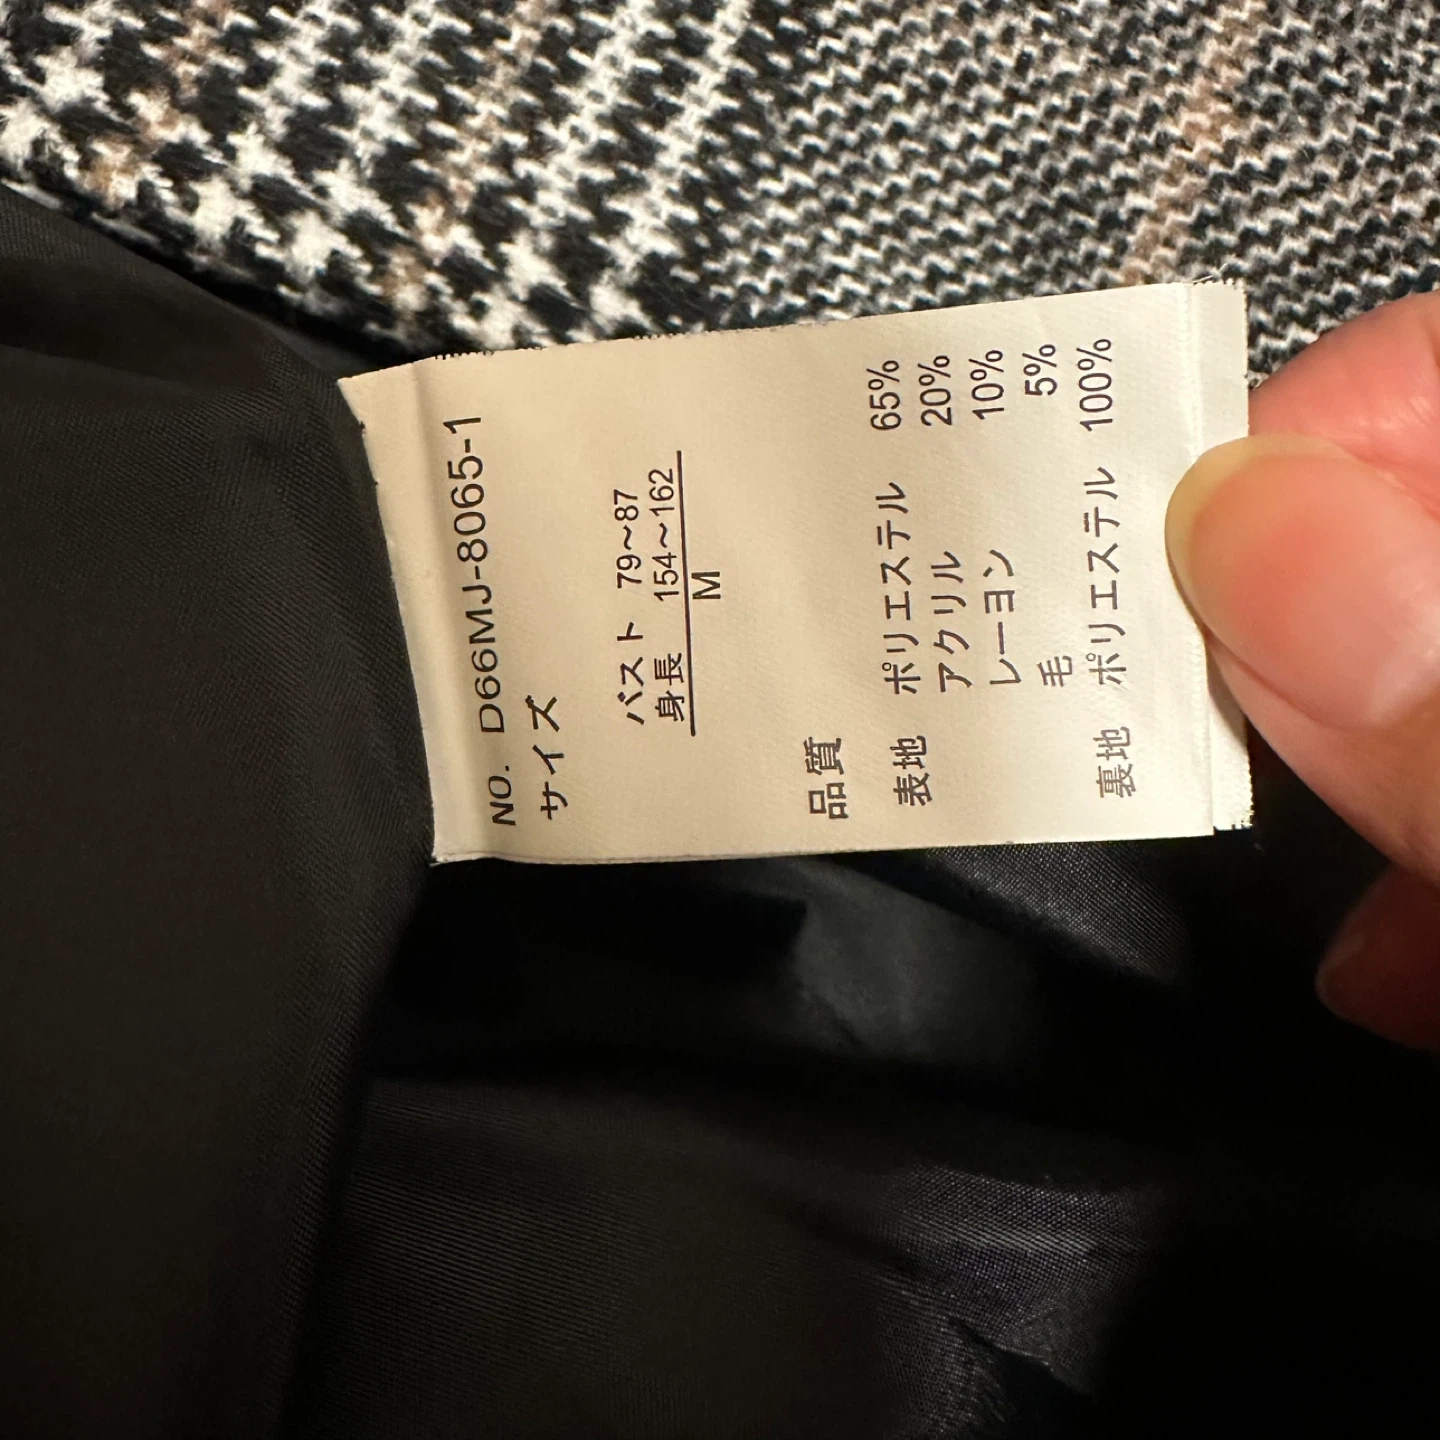 NO. D66MJ-8065-1
サイズ
バスト 79〜87
身長 154〜162
M
品質
表地 ポリエステル 65%
アクリル 20%
レーヨン 10%
毛 5%
裏地 ポリエステル 100%